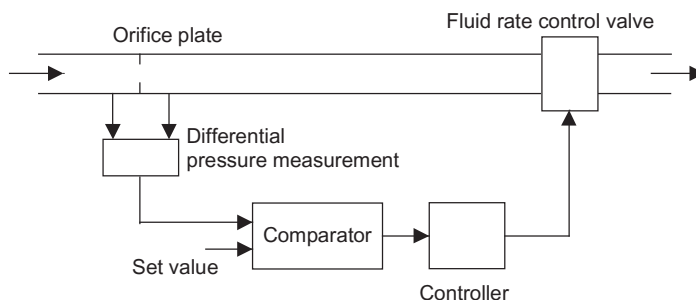 Fluid rate control valve
Orifice plate
Differential
pressure measurement
Comparator
Set value
Controller